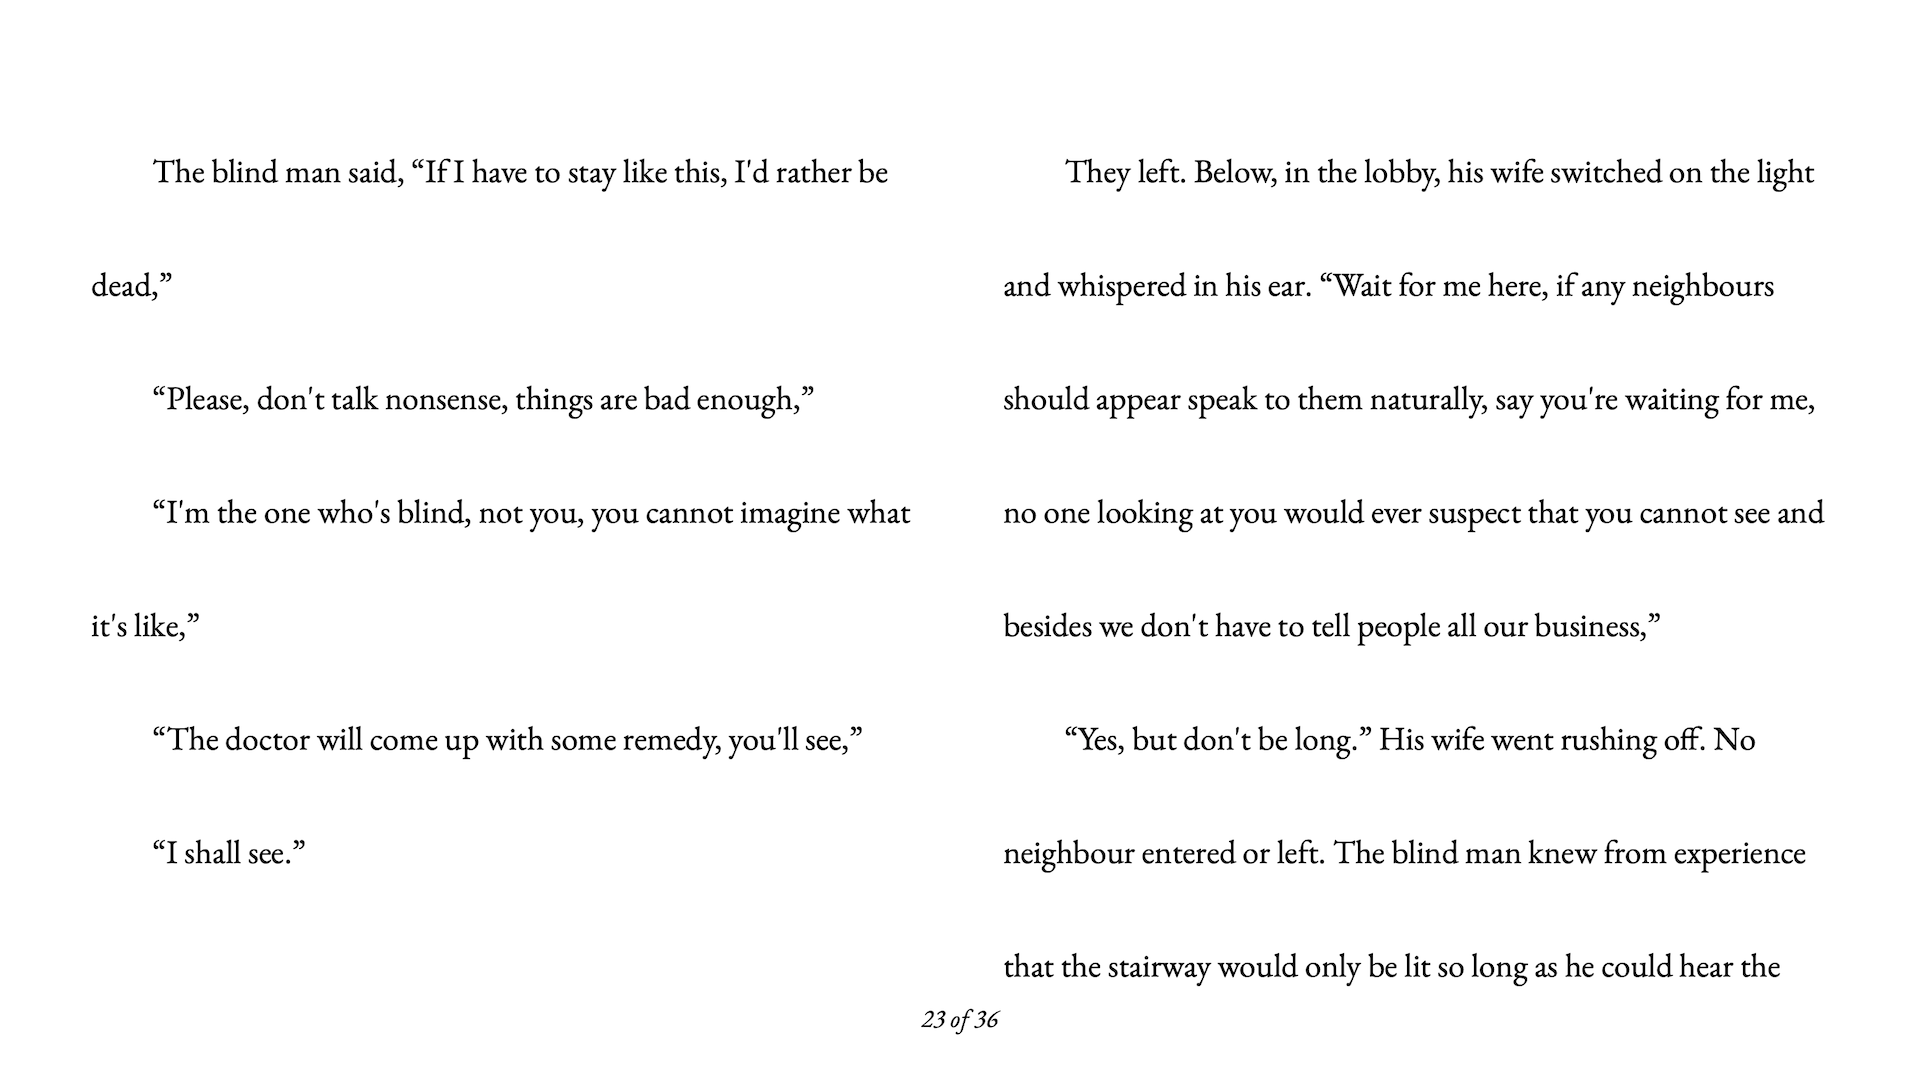 The blind man said, “If I have to stay like this, I'd rather be
dead,”
“Please, don't talk nonsense, things are bad enough,”
“I'm the one who's blind, not you, you cannot imagine what
it's like,”
“The doctor will come up with some remedy, you'll see,”
“I shall see.”
They left. Below, in the lobby, his wife switched on the light
and whispered in his ear. “Wait for me here, if any neighbours
should appear speak to them naturally, say you're waiting for me,
no one looking at you would ever suspect that you cannot see and
besides we don't have to tell people all our business,”
“Yes, but don't be long.” His wife went rushing off. No
neighbour entered or left. The blind man knew from experience
that the stairway would only be lit so long as he could hear the
23 of 36